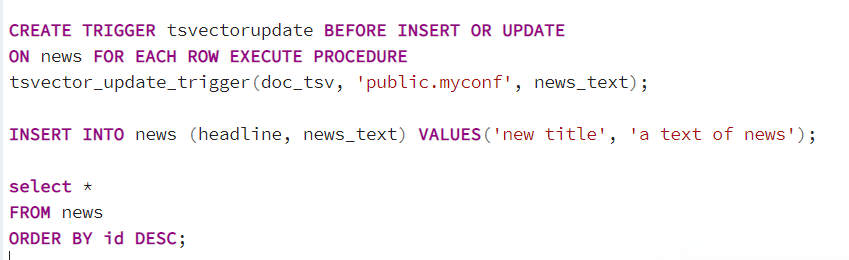 CREATE TRIGGER tsvectorupdate BEFORE INSERT OR UPDATE
ON news FOR EACH ROW EXECUTE PROCEDURE
tsvector_update_trigger(doc_tsv, 'public.myconf', news_text);
INSERT INTO news (headline, news_text) VALUES('new title', 'a text of news');
select *
FROM news
ORDER BY id DESC;